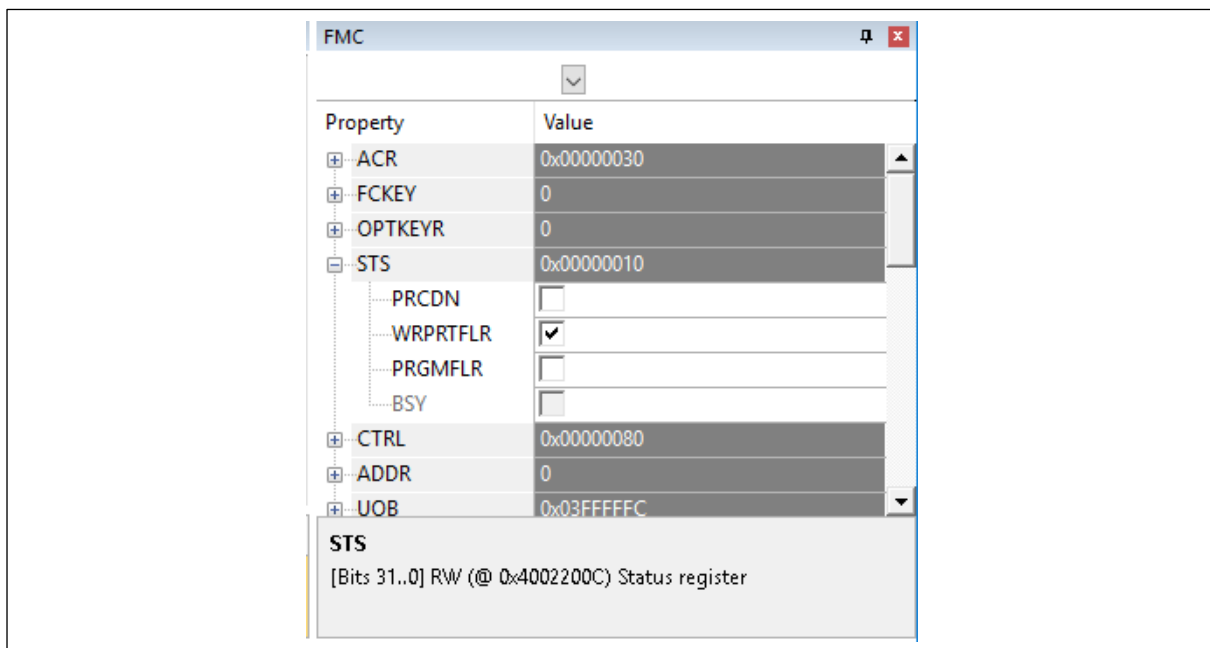 FMC
Property Value
ACR 0x00000030
FCKEY 0
OPTKEYR 0
STS 0x00000010
PRCDN
WRPRTFLR
PRGMFLR
BSY
CTRL 0x00000080
ADDR 0
UOB 0x03FFFFFC
STS
[Bits 31..0] RW (@ 0x4002200C) Status register